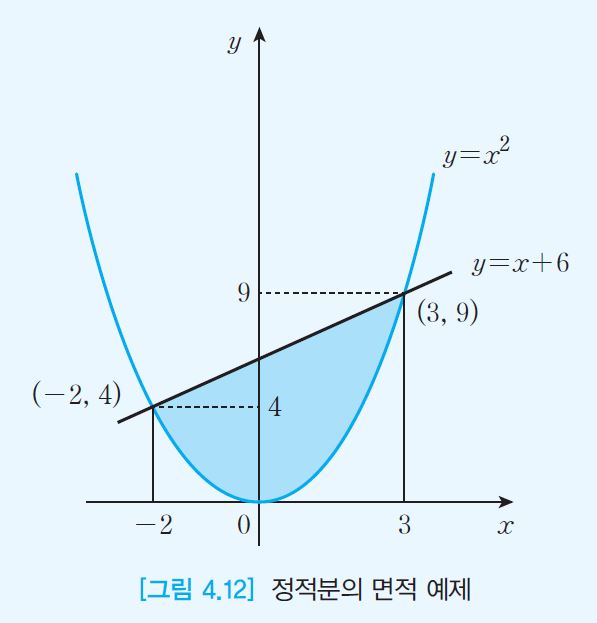 y
y=x²
y=x+6
9
(3, 9)
(−2, 4)
4
−2 0 3 x
[그림 4.12] 정적분의 면적 예제